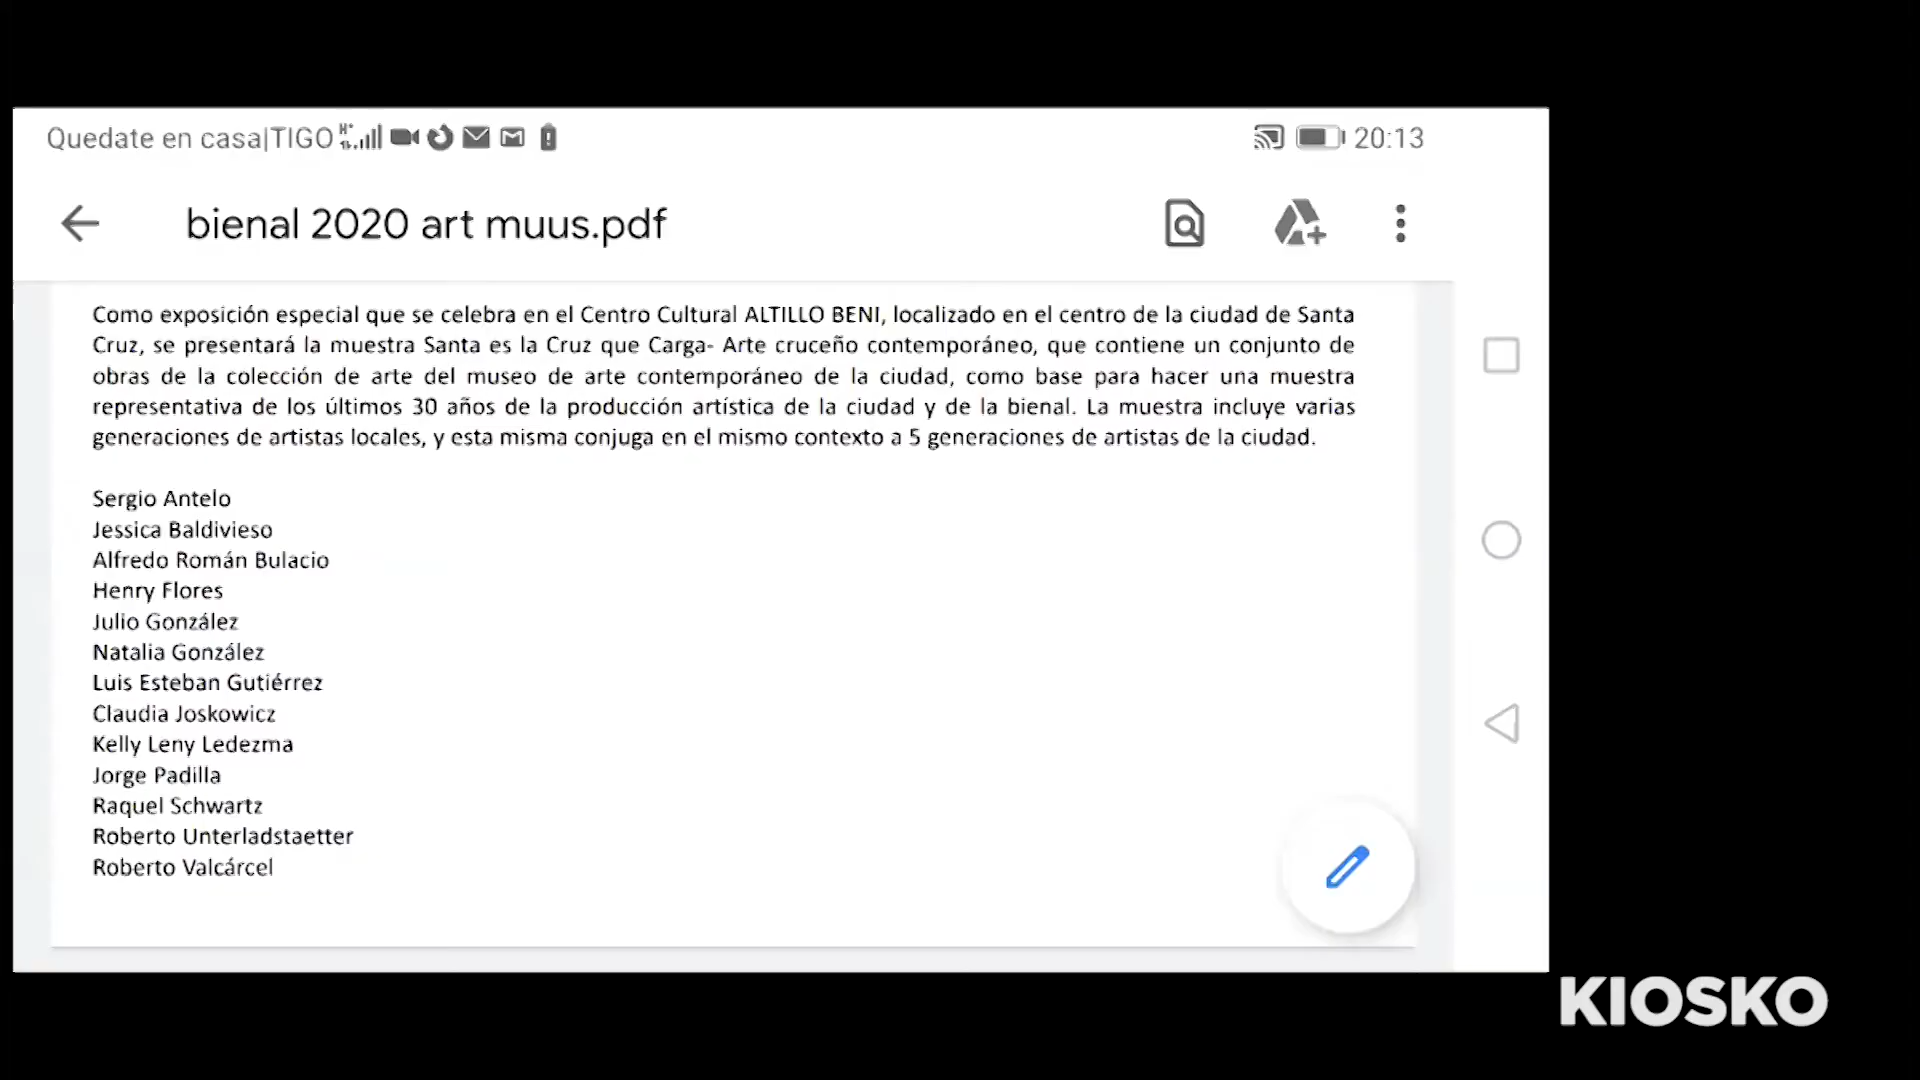 Quedate en casa|TIGO 20:13
bienal 2020 art muus.pdf
Como exposición especial que se celebra en el Centro Cultural ALTILLO BENI, localizado en el centro de la ciudad de Santa
Cruz, se presentará la muestra Santa es la Cruz que Carga- Arte cruceño contemporáneo, que contiene un conjunto de
obras de la colección de arte del museo de arte contemporáneo de la ciudad, como base para hacer una muestra
representativa de los últimos 30 años de la producción artística de la ciudad y de la bienal. La muestra incluye varias
generaciones de artistas locales, y esta misma conjuga en el mismo contexto a 5 generaciones de artistas de la ciudad.
Sergio Antelo
Jessica Baldivieso
Alfredo Román Bulacio
Henry Flores
Julio González
Natalia González
Luis Esteban Gutiérrez
Claudia Joskowicz
Kelly Leny Ledezma
Jorge Padilla
Raquel Schwartz
Roberto Unterladstaetter
Roberto Valcárcel
KIOSKO